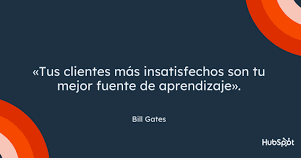 «Tus clientes más insatisfechos son tu
mejor fuente de aprendizaje».
Bill Gates
HubSpot